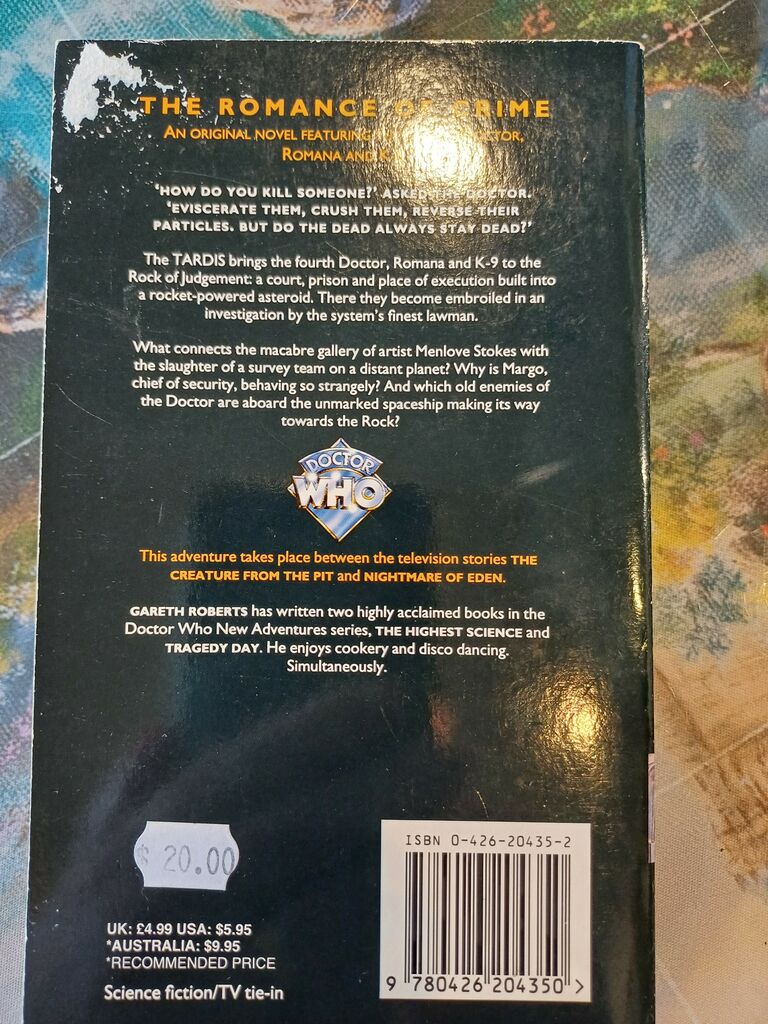 THE ROMANCE OF CRIME
AN ORIGINAL NOVEL FEATURING DOCTOR,
ROMANA AND
'HOW DO YOU KILL SOMEONE?' ASKED THE DOCTOR.
'EVISCERATE THEM, CRUSH THEM, REVERSE THEIR
PARTICLES. BUT DO THE DEAD ALWAYS STAY DEAD?'
The TARDIS brings the fourth Doctor, Romana and K-9 to the
Rock of Judgement: a court, prison and place of execution built into
a rocket-powered asteroid. There they become embroiled in an
investigation by the system's finest lawman.
What connects the macabre gallery of artist Menlove Stokes with
the slaughter of a survey team on a distant planet? Why is Margo,
chief of security, behaving so strangely? And which old enemies of
the Doctor are aboard the unmarked spaceship making its way
towards the Rock?
DOCTOR
WHO
This adventure takes place between the television stories THE
CREATURE FROM THE PIT and NIGHTMARE OF EDEN.
GARETH ROBERTS has written two highly acclaimed books in the
Doctor Who New Adventures series, THE HIGHEST SCIENCE and
TRAGEDY DAY. He enjoys cookery and disco dancing.
Simultaneously.
$ 20.00
ISBN 0-426-20435-2
UK: £4.99 USA: $5.95
*AUSTRALIA: $9.95
*RECOMMENDED PRICE
Science fiction/TV tie-in
9 780426 204350 >